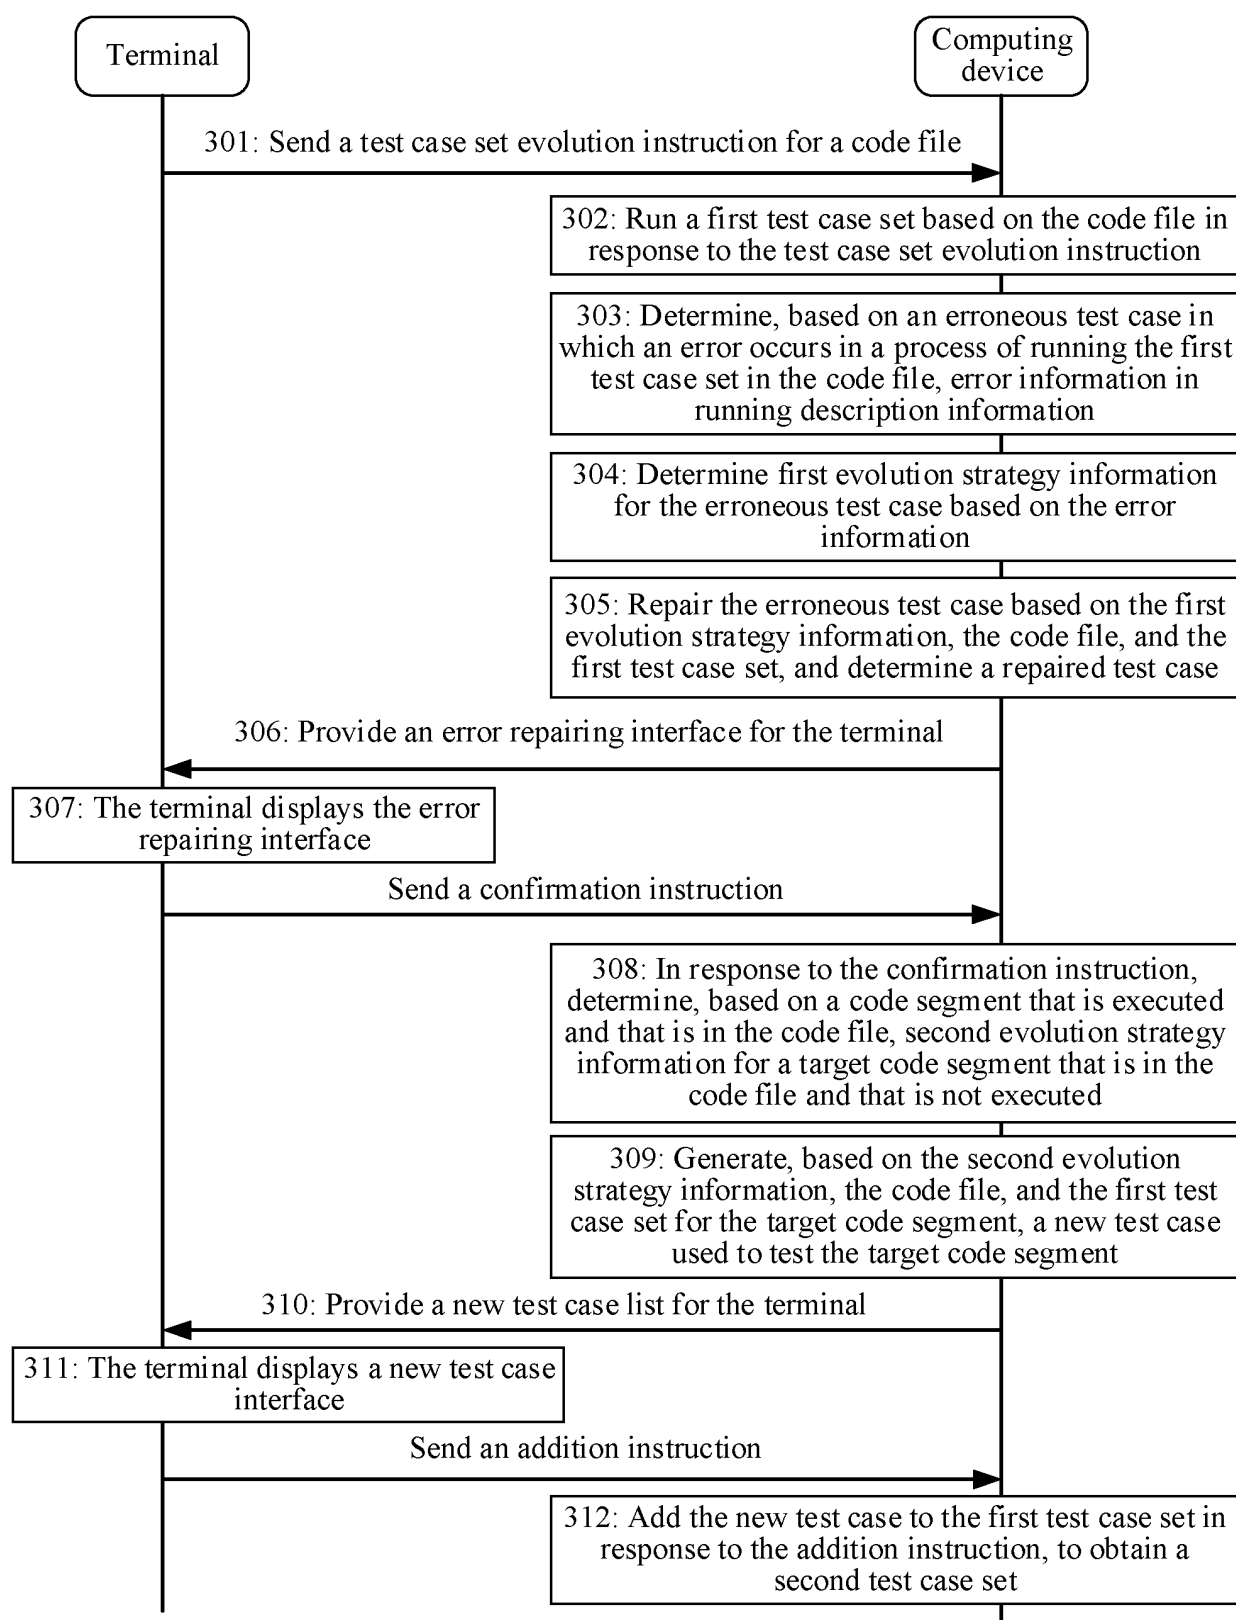 Terminal
Computing
device
301: Send a test case set evolution instruction for a code file
302: Run a first test case set based on the code file in
response to the test case set evolution instruction
303: Determine, based on an erroneous test case in
which an error occurs in a process of running the first
test case set in the code file, error information in
running description information
304: Determine first evolution strategy information
for the erroneous test case based on the error
information
305: Repair the erroneous test case based on the first
evolution strategy information, the code file, and the
first test case set, and determine a repaired test case
306: Provide an error repairing interface for the terminal
307: The terminal displays the error
repairing interface
Send a confirmation instruction
308: In response to the confirmation instruction,
determine, based on a code segment that is executed
and that is in the code file, second evolution strategy
information for a target code segment that is in the
code file and that is not executed
309: Generate, based on the second evolution
strategy information, the code file, and the first test
case set for the target code segment, a new test case
used to test the target code segment
310: Provide a new test case list for the terminal
311: The terminal displays a new test case
interface
Send an addition instruction
312: Add the new test case to the first test case set in
response to the addition instruction, to obtain a
second test case set